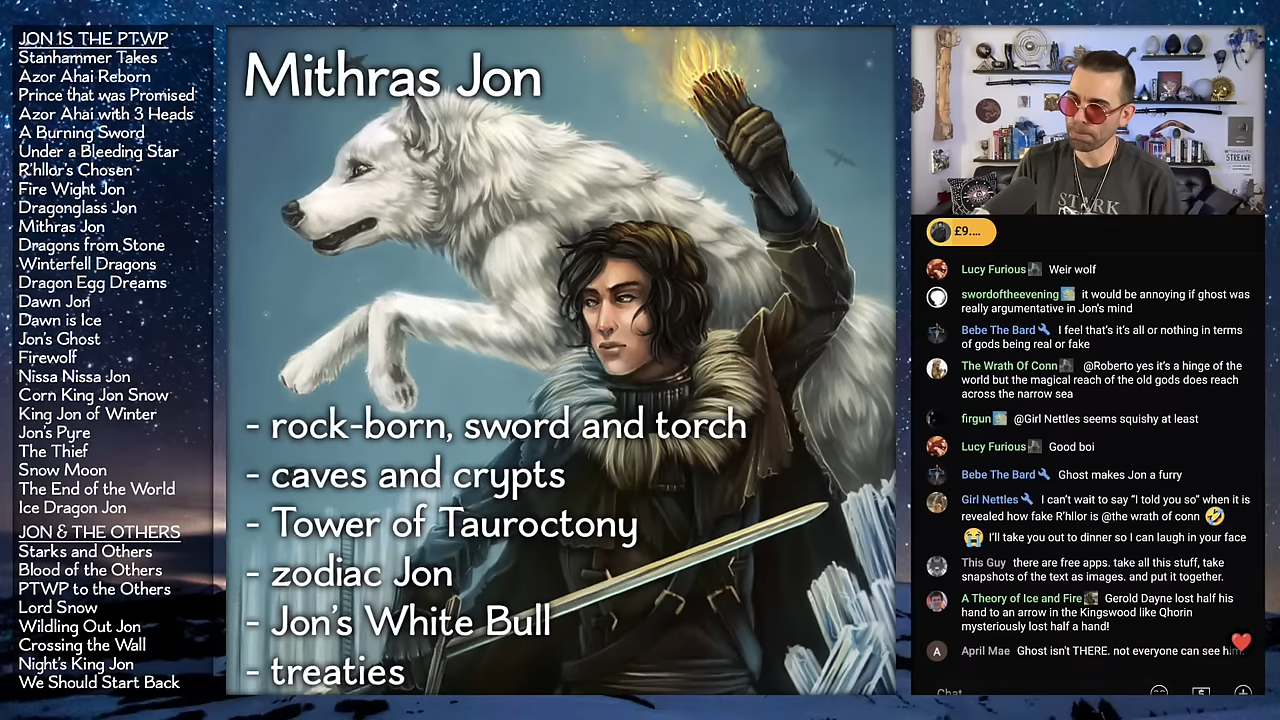 JON IS THE PTWP
Stanhammer Takes
Azor Ahai Reborn
Prince that was Promised
Azor Ahai with 3 Heads
A Burning Sword
Under a Bleeding Star
R'hllor's Chosen
Fire Wight Jon
Dragonglass Jon
Mithras Jon
Dragons from Stone
Winterfell Dragons
Dragon Egg Dreams
Dawn Jon
Dawn is Ice
Jon's Ghost
Firewolf
Nissa Nissa Jon
Corn King Jon Snow
King Jon of Winter
Jon's Pyre
The Thief
Snow Moon
The End of the World
Ice Dragon Jon
JON & THE OTHERS
Starks and Others
Blood of the Others
PTWP to the Others
Lord Snow
Wildling Out Jon
Crossing the Wall
Night's King Jon
We Should Start Back
Mithras Jon
- rock-born, sword and torch
- caves and crypts
- Tower of Tauroctony
- zodiac Jon
- Jon's White Bull
- treaties
STARK
£9....
Lucy Furious Weir wolf
swordoftheevening it would be annoying if ghost was
really argumentative in Jon's mind
Bebe The Bard I feel that's it's all or nothing in terms
of gods being real or fake
The Wrath Of Conn @Roberto yes it's a hinge of the
world but the magical reach of the old gods does reach
across the narrow sea
firgun @Girl Nettles seems squishy at least
Lucy Furious Good boi
Bebe The Bard Ghost makes Jon a furry
Girl Nettles I can't wait to say "I told you so" when it is
revealed how fake R'hllor is @the wrath of conn 🤣
😭 I'll take you out to dinner so I can laugh in your face
This Guy there are free apps. take all this stuff, take
snapshots of the text as images. and put it together.
A Theory of Ice and Fire Gerold Dayne lost half his
hand to an arrow in the Kingswood like Qhorin
mysteriously lost half a hand!
A
April Mae Ghost isn't THERE. not everyone can see him.
Chat